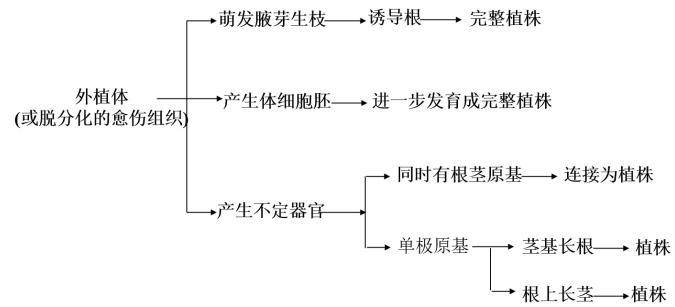 萌发腋芽生枝 诱导根 完整植株
外植体
(或脱分化的愈伤组织)
产生体细胞胚 进一步发育成完整植株
产生不定器官
同时有根茎原基 连接为植株
单极原基 茎基长根 植株
根上长茎 植株